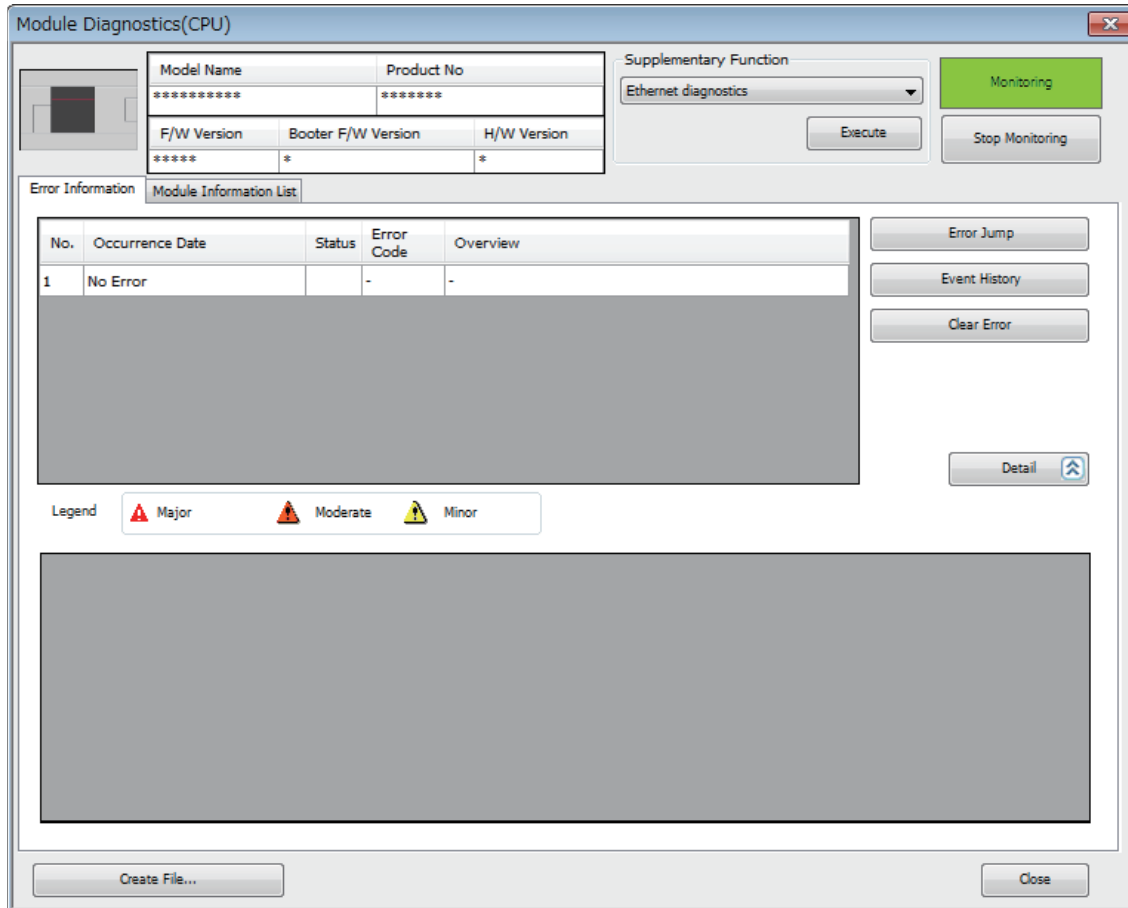 Module Diagnostics(CPU)
Model Name Product No
********** *******
F/W Version Booter F/W Version H/W Version
***** * *
Supplementary Function
Ethernet diagnostics
Execute
Monitoring
Stop Monitoring
Error Information Module Information List
No. Occurrence Date Status Error Code Overview
1 No Error - -
Error Jump
Event History
Clear Error
Detail
Legend Major Moderate Minor
Create File...
Close